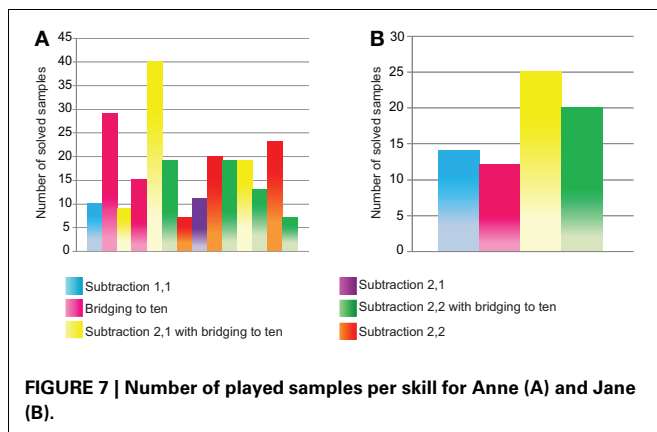 A
B
Number of solved samples
45
40
35
30
25
20
15
10
5
0
Number of solved samples
30
25
20
15
10
5
0
Subtraction 1,1
Bridging to ten
Subtraction 2,1 with bridging to ten
Subtraction 2,1
Subtraction 2,2 with bridging to ten
Subtraction 2,2
FIGURE 7 | Number of played samples per skill for Anne (A) and Jane
(B).